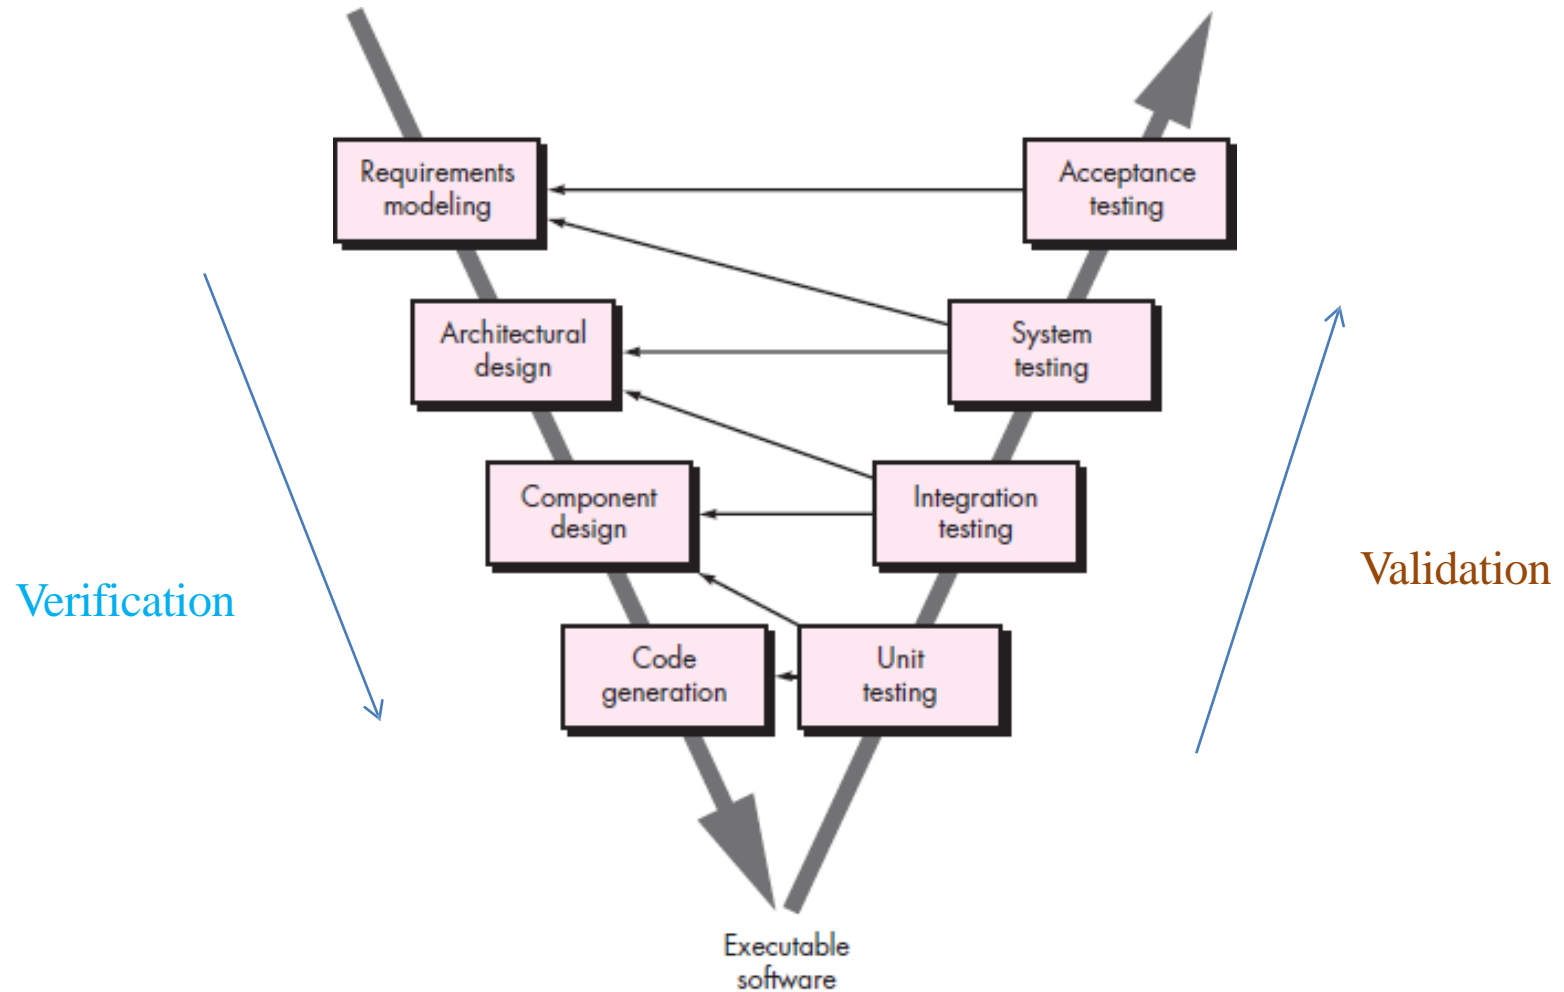 Requirements
modeling
Acceptance
testing
Architectural
design
System
testing
Component
design
Integration
testing
Verification
Validation
Code
generation
Unit
testing
Executable
software